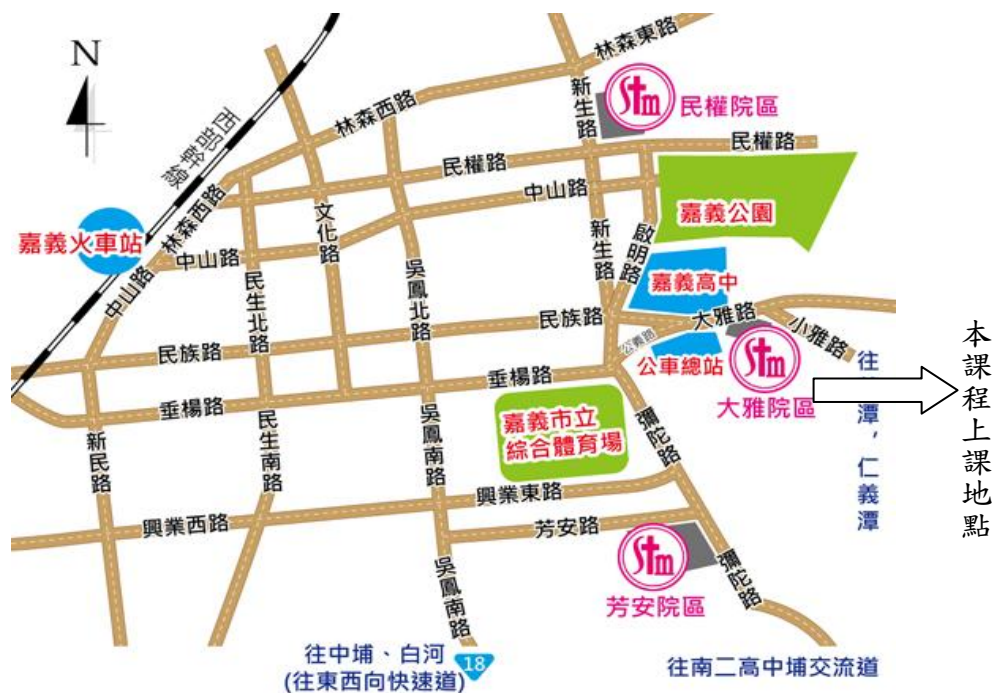 N
西部幹線
林森東路
新生路
Stm
民權院區
林森西路
民權路
民權路
林森西路
中山路
嘉義公園
文化路
嘉義火車站
中山路
中山路
民生北路
吳鳳北路
新生路
啟明路
嘉義高中
大雅路
小雅路
民族路
民族路
公義路
公車總站
Stm
大雅院區
往
潭，仁義潭
本課程上課地點
垂楊路
垂楊路
嘉義市立
綜合體育場
彌陀路
新民路
民生南路
吳鳳南路
興業東路
興業西路
芳安路
Stm
芳安院區
彌陀路
吳鳳南路
往中埔、白河
(往東西向快速道)
18
往南二高中埔交流道